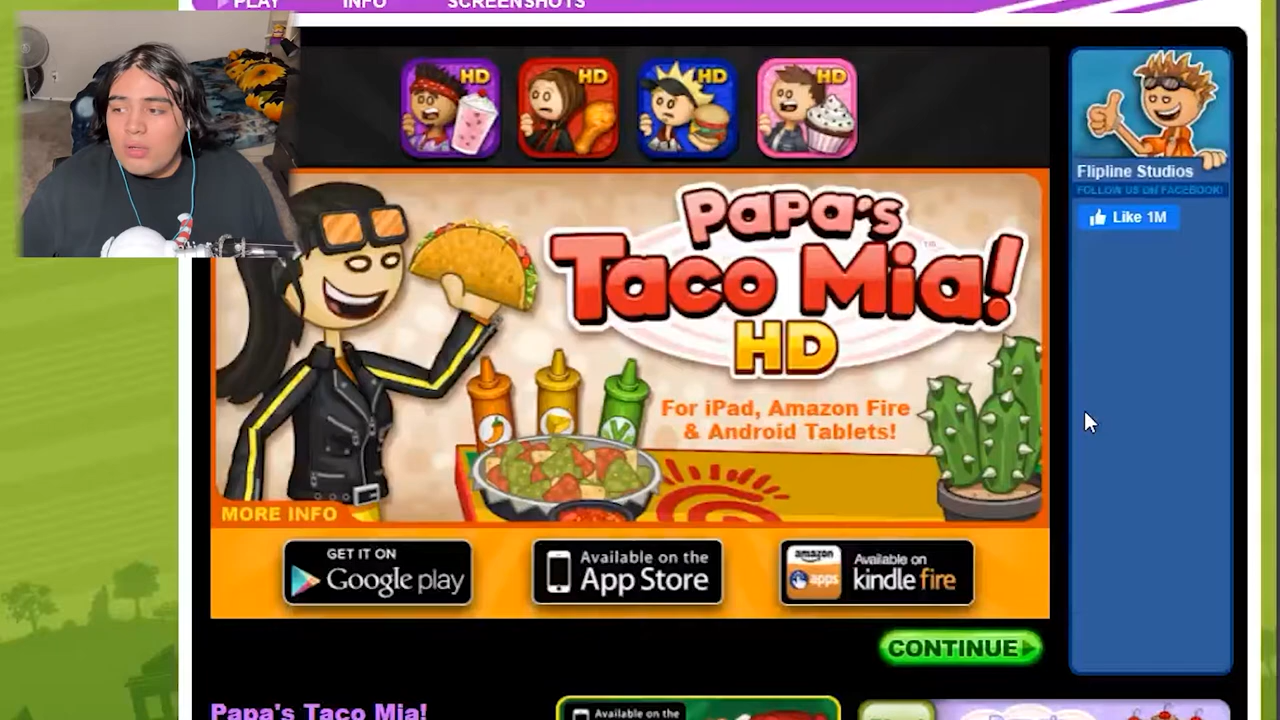 PLAY INFO SCREENSHOTS
HD HD HD HD
Papa's
Taco Mia!
HD
For iPad, Amazon Fire
& Android Tablets!
MORE INFO
GET IT ON
Google play
Available on the
App Store
amazon
apps
Available on
kindle fire
CONTINUE
Flipline Studios
FOLLOW US ON FACEBOOK!
Like 1M
Papa's Taco Mia!
Available on the